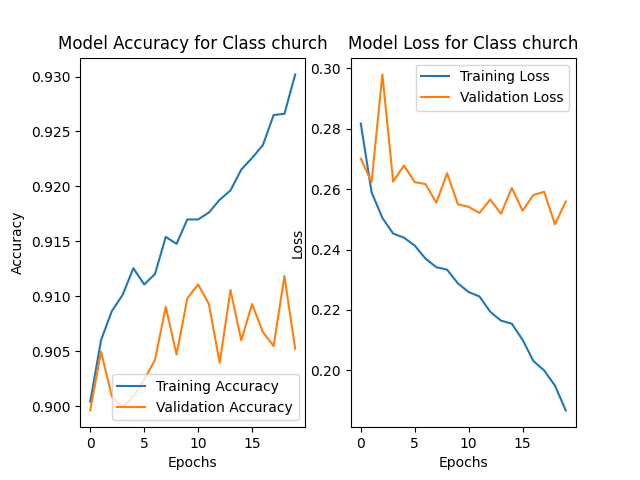 Model Accuracy for Class church
0.930
0.925
0.920
0.915
0.910
0.905
0.900
Accuracy
0
5
10
15
Epochs
Training Accuracy
Validation Accuracy
Model Loss for Class church
0.30
0.28
0.26
0.24
0.22
0.20
Loss
0
5
10
15
Epochs
Training Loss
Validation Loss